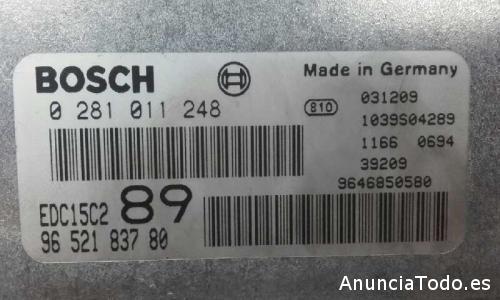 BOSCH
Made in Germany
0 281 011 248
810
031209
1039S04289
1166 0694
39209
9646850580
EDC15C2 89
96 521 837 80
AnunciaTodo.es